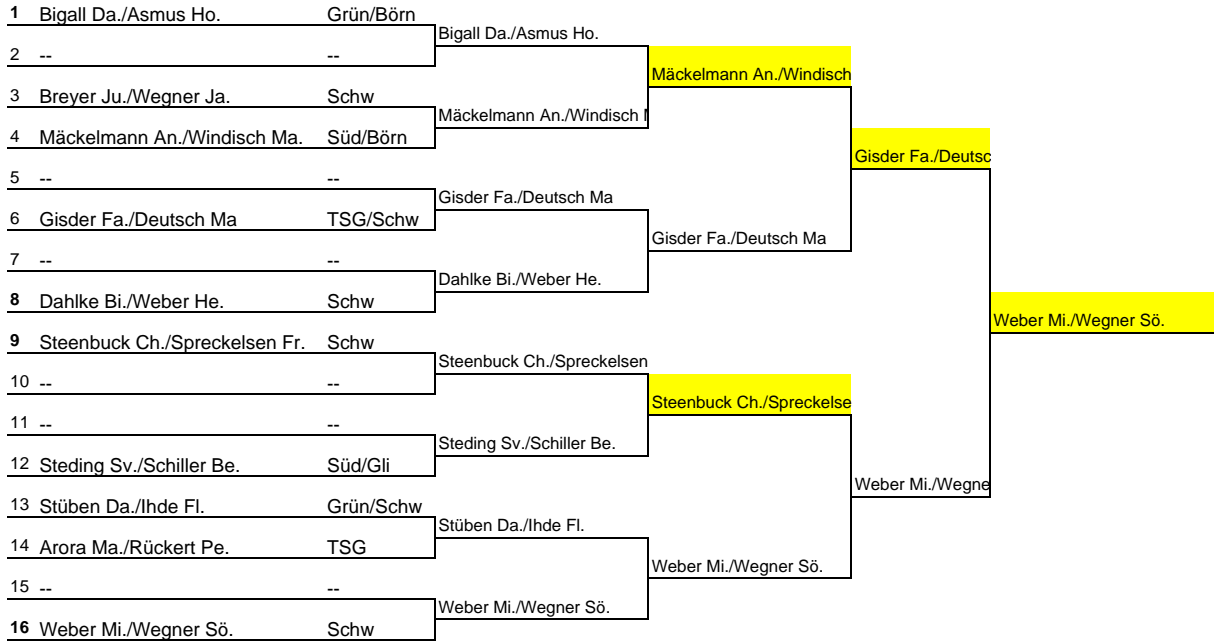 1 Bigall Da./Asmus Ho. Grün/Börn
Bigall Da./Asmus Ho.
2 -- --
Mäckelmann An./Windisch
3 Breyer Ju./Wegner Ja. Schw
Mäckelmann An./Windisch
4 Mäckelmann An./Windisch Ma. Süd/Börn
Gisder Fa./Deutsc
5 -- --
Gisder Fa./Deutsch Ma
6 Gisder Fa./Deutsch Ma TSG/Schw
Gisder Fa./Deutsch Ma
7 -- --
Dahlke Bi./Weber He.
8 Dahlke Bi./Weber He. Schw
Weber Mi./Wegner Sö.
9 Steenbuck Ch./Spreckelsen Fr. Schw
Steenbuck Ch./Spreckelsen
10 -- --
Steenbuck Ch./Spreckelse
11 -- --
Steding Sv./Schiller Be.
12 Steding Sv./Schiller Be. Süd/Gli
Weber Mi./Wegne
13 Stüben Da./Ihde Fl. Grün/Schw
Stüben Da./Ihde Fl.
14 Arora Ma./Rückert Pe. TSG
Weber Mi./Wegner Sö.
15 -- --
Weber Mi./Wegner Sö.
16 Weber Mi./Wegner Sö. Schw